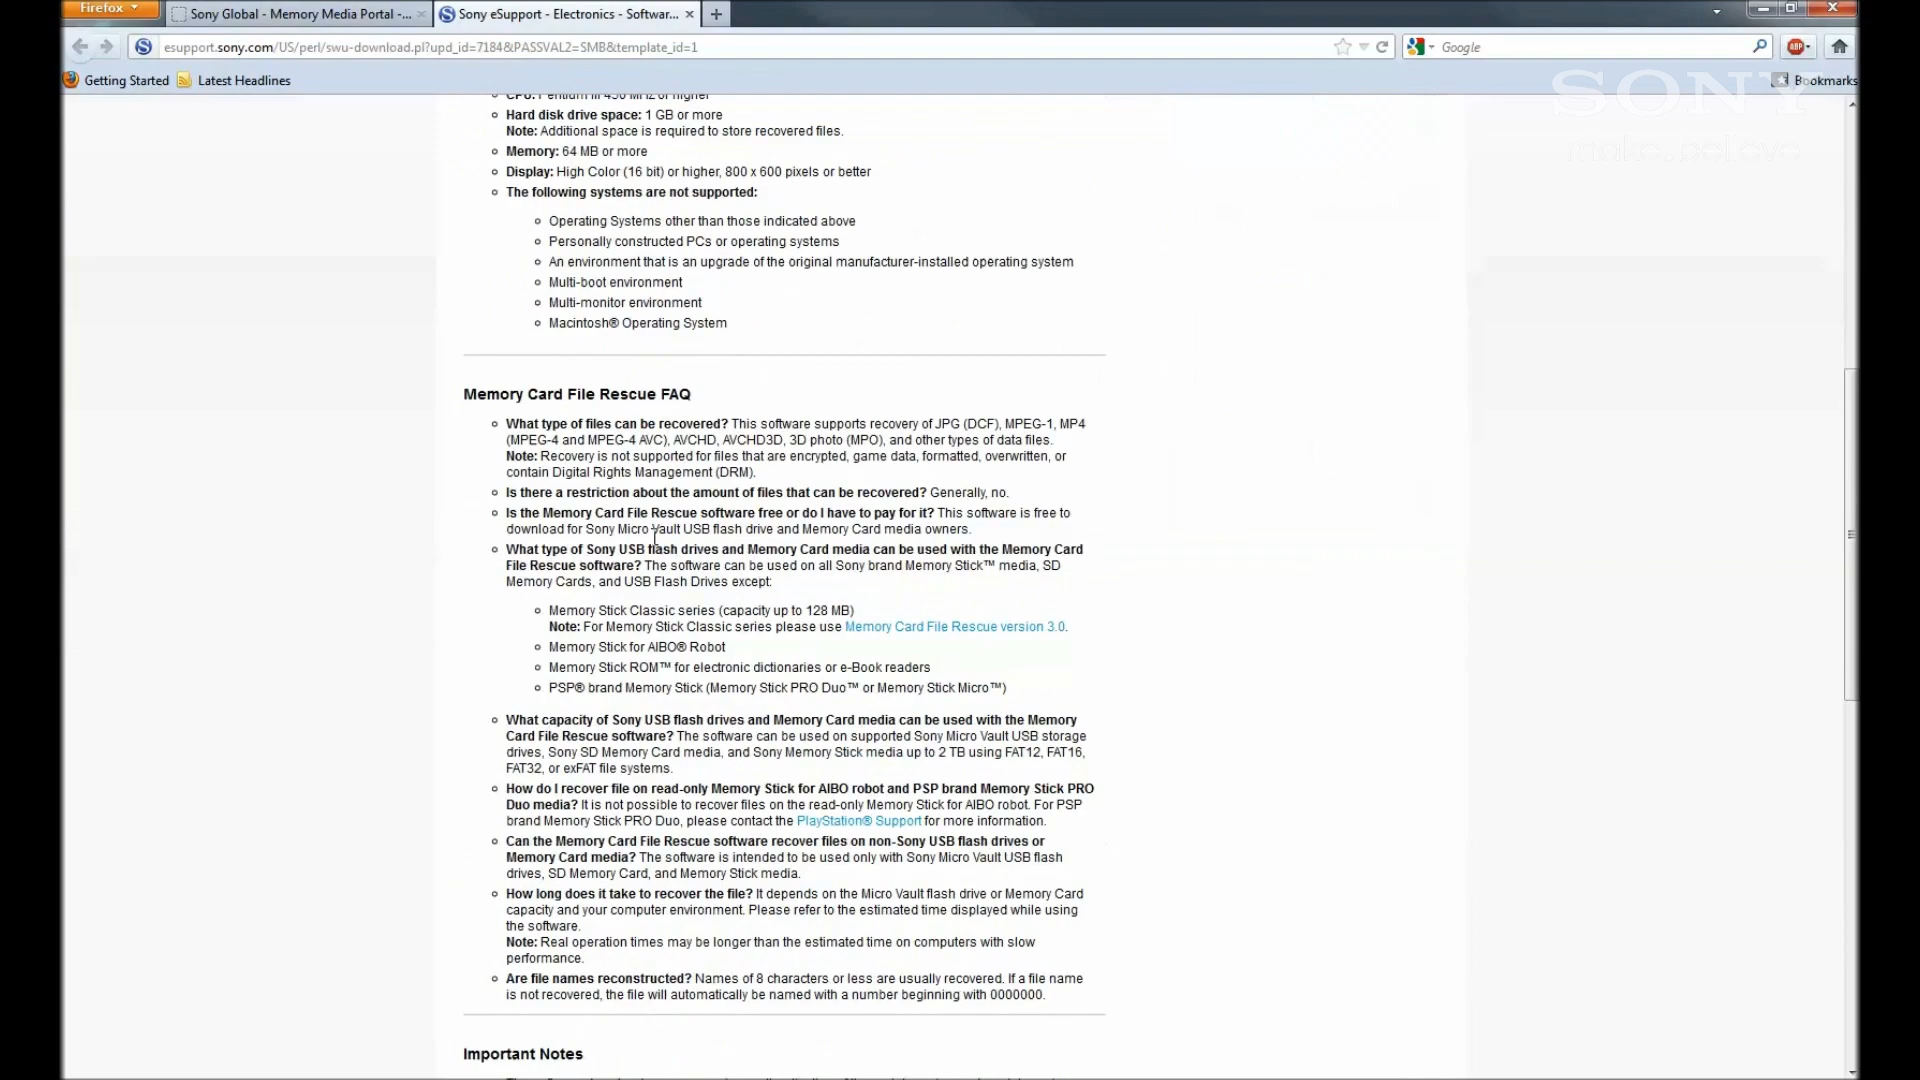 Firefox
Sony Global - Memory Media Portal -...
Sony eSupport - Electronics - Softwar...
esupport.sony.com/US/perl/swu-download.pl?upd_id=7184&PASSVAL2=SMB&template_id=1
Google
ABP
Getting Started
Latest Headlines
Bookmarks
SONY
make.believe
CPU: Pentium III 450 MHz or higher
Hard disk drive space: 1 GB or more
Note: Additional space is required to store recovered files.
Memory: 64 MB or more
Display: High Color (16 bit) or higher, 800 x 600 pixels or better
The following systems are not supported:
Operating Systems other than those indicated above
Personally constructed PCs or operating systems
An environment that is an upgrade of the original manufacturer-installed operating system
Multi-boot environment
Multi-monitor environment
Macintosh® Operating System
Memory Card File Rescue FAQ
What type of files can be recovered? This software supports recovery of JPG (DCF), MPEG-1, MP4
(MPEG-4 and MPEG-4 AVC), AVCHD, AVCHD3D, 3D photo (MPO), and other types of data files.
Note: Recovery is not supported for files that are encrypted, game data, formatted, overwritten, or
contain Digital Rights Management (DRM).
Is there a restriction about the amount of files that can be recovered? Generally, no.
Is the Memory Card File Rescue software free or do I have to pay for it? This software is free to
download for Sony Micro Vault USB flash drive and Memory Card media owners.
What type of Sony USB flash drives and Memory Card media can be used with the Memory Card
File Rescue software? The software can be used on all Sony brand Memory Stick™ media, SD
Memory Cards, and USB Flash Drives except:
Memory Stick Classic series (capacity up to 128 MB)
Note: For Memory Stick Classic series please use Memory Card File Rescue version 3.0.
Memory Stick for AIBO® Robot
Memory Stick ROM™ for electronic dictionaries or e-Book readers
PSP® brand Memory Stick (Memory Stick PRO Duo™ or Memory Stick Micro™)
What capacity of Sony USB flash drives and Memory Card media can be used with the Memory
Card File Rescue software? The software can be used on supported Sony Micro Vault USB storage
drives, Sony SD Memory Card media, and Sony Memory Stick media up to 2 TB using FAT12, FAT16,
FAT32, or exFAT file systems.
How do I recover file on read-only Memory Stick for AIBO robot and PSP brand Memory Stick PRO
Duo media? It is not possible to recover files on the read-only Memory Stick for AIBO robot. For PSP
brand Memory Stick PRO Duo, please contact the PlayStation® Support for more information.
Can the Memory Card File Rescue software recover files on non-Sony USB flash drives or
Memory Card media? The software is intended to be used only with Sony Micro Vault USB flash
drives, SD Memory Card, and Memory Stick media.
How long does it take to recover the file? It depends on the Micro Vault flash drive or Memory Card
capacity and your computer environment. Please refer to the estimated time displayed while using
the software.
Note: Real operation times may be longer than the estimated time on computers with slow
performance.
Are file names reconstructed? Names of 8 characters or less are usually recovered. If a file name
is not recovered, the file will automatically be named with a number beginning with 0000000.
Important Notes